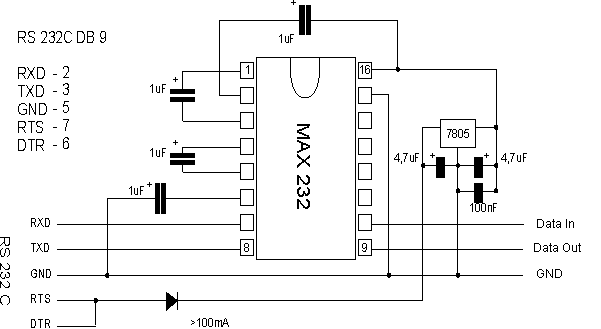 RS 232C DB 9
RXD - 2
TXD - 3
GND - 5
RTS - 7
DTR - 6
+
1uF
1
16
+
1uF
+
1uF
+
1uF
MAX 232
7805
4,7uF
+
+
4,7uF
100nF
RXD
Data In
TXD
8
9
Data Out
GND
GND
RTS
DTR
>100mA
RS 232 C